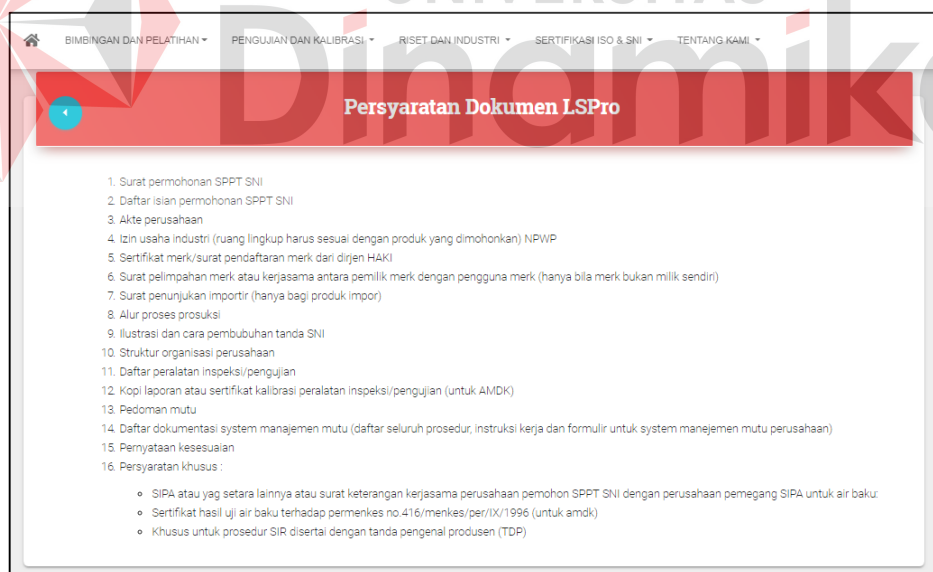 UNIVERSITAS
Dinamika
BIMBINGAN DAN PELATIHAN PENGUJIAN DAN KALIBRASI RISET DAN INDUSTRI SERTIFIKASI ISO & SNI TENTANG KAMI
Persyaratan Dokumen LSPro
1. Surat permohonan SPPT SNI
2. Daftar isian permohonan SPPT SNI
3. Akte perusahaan
4. Izin usaha industri (ruang lingkup harus sesuai dengan produk yang dimohonkan) NPWP
5. Sertifikat merk/surat pendaftaran merk dari dirjen HAKI
6. Surat pelimpahan merk atau kerjasama antara pemilik merk dengan pengguna merk (hanya bila merk bukan milik sendiri)
7. Surat penunjukan importir (hanya bagi produk impor)
8. Alur proses prosuksi
9. Ilustrasi dan cara pembubuhan tanda SNI
10. Struktur organisasi perusahaan
11. Daftar peralatan inspeksi/pengujian
12. Kopi laporan atau sertifikat kalibrasi peralatan inspeksi/pengujian (untuk AMDK)
13. Pedoman mutu
14. Daftar dokumentasi system manajemen mutu (daftar seluruh prosedur, instruksi kerja dan formulir untuk system manejemen mutu perusahaan)
15. Pernyataan kesesuaian
16. Persyaratan khusus :
SIPA atau yag setara lainnya atau surat keterangan kerjasama perusahaan pemohon SPPT SNI dengan perusahaan pemegang SIPA untuk air baku:
Sertifikat hasil uji air baku terhadap permenkes no.416/menkes/per/IX/1996 (untuk amdk)
Khusus untuk prosedur SIR disertai dengan tanda pengenal produsen (TDP)